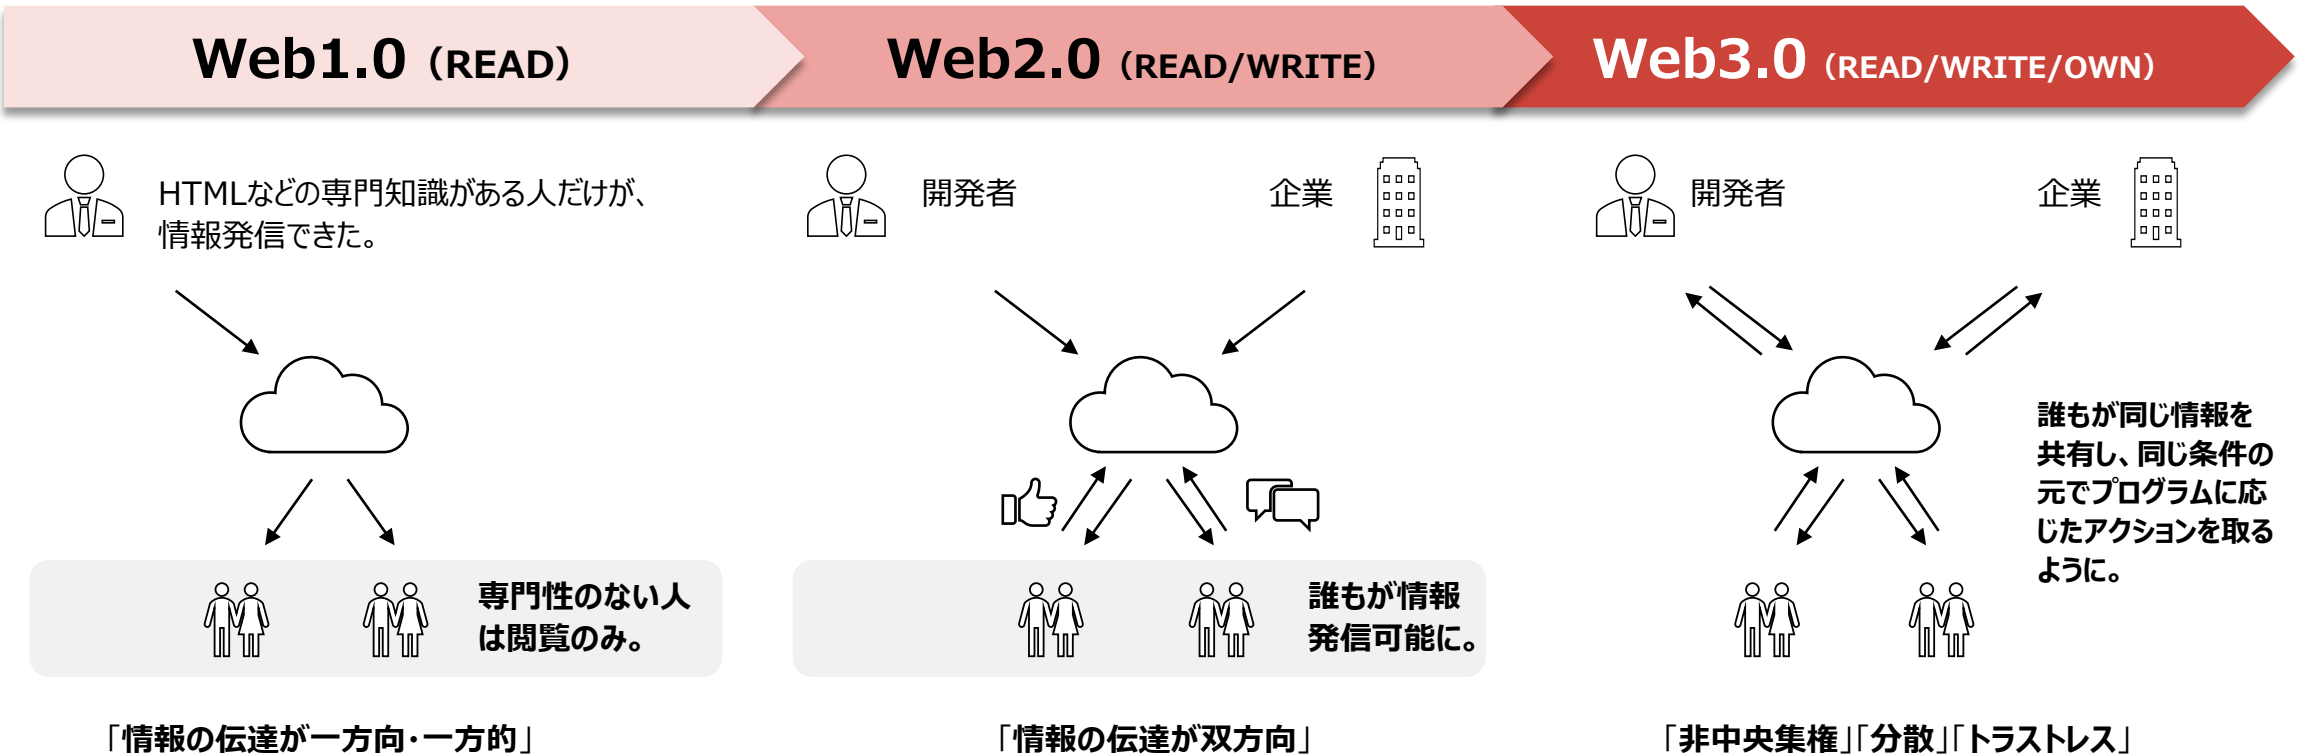 Web1.0（READ）
Web2.0（READ/WRITE）
Web3.0（READ/WRITE/OWN）
HTMLなどの専門知識がある人だけが、
情報発信できた。
専門性のない人
は閲覧のみ。
「情報の伝達が一方向・一方的」
開発者
企業
誰もが情報
発信可能に。
「情報の伝達が双方向」
開発者
企業
誰もが同じ情報を
共有し、同じ条件の
元でプログラムに応
じたアクションを取る
ように。
「非中央集権」「分散」「トラストレス」